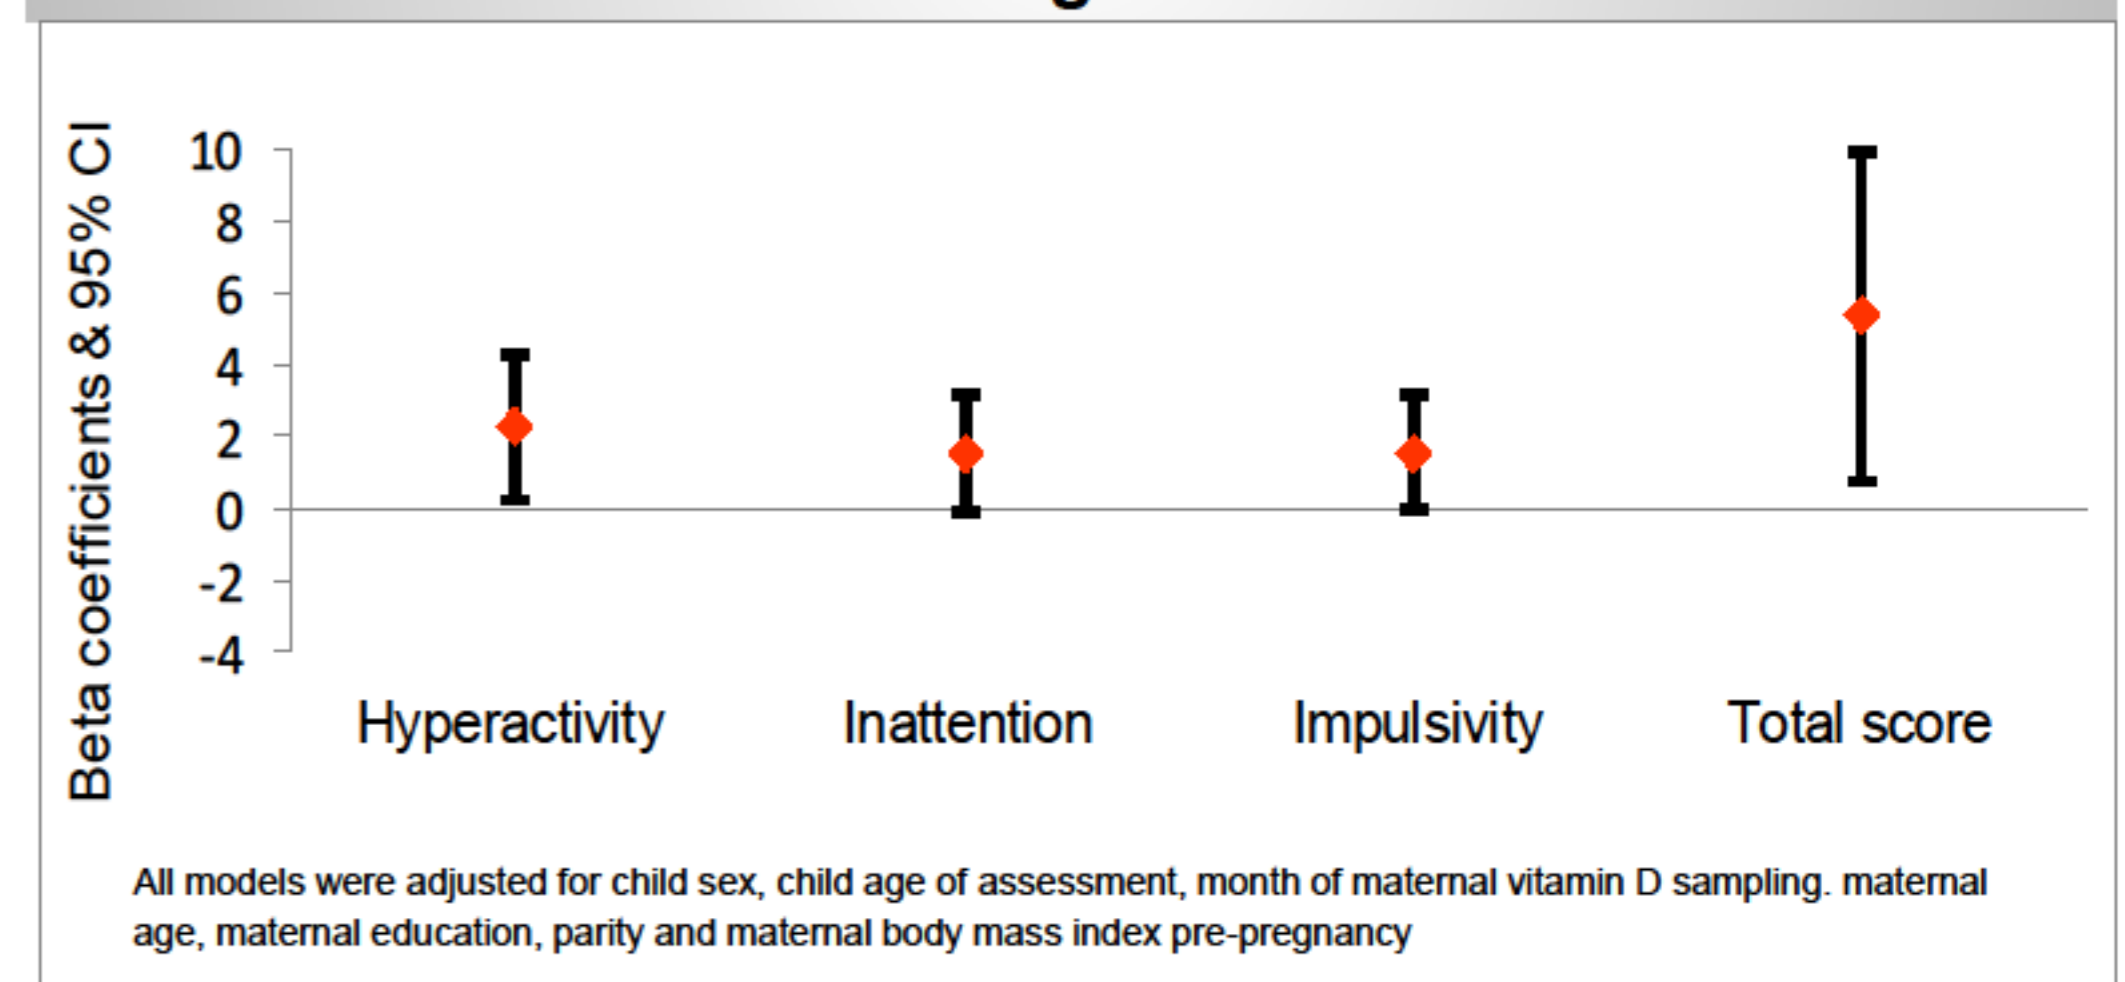 Beta coefficients & 95% CI
10
8
6
4
2
0
-2
-4
Hyperactivity Inattention Impulsivity Total score
All models were adjusted for child sex, child age of assessment, month of maternal vitamin D sampling. maternal
age, maternal education, parity and maternal body mass index pre-pregnancy